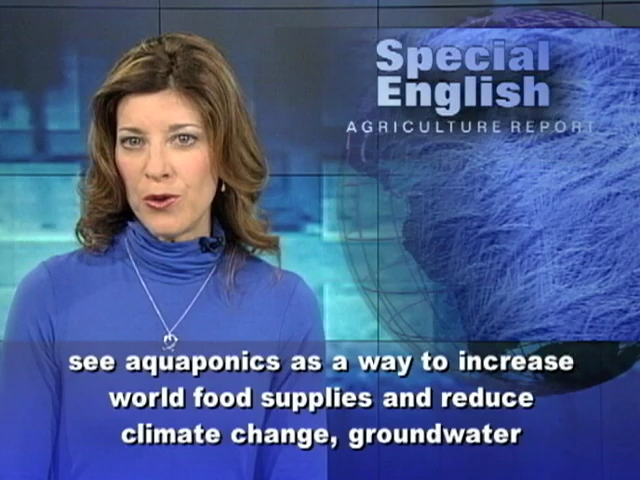 Special
English
AGRICULTURE REPORT
see aquaponics as a way to increase
world food supplies and reduce
climate change, groundwater